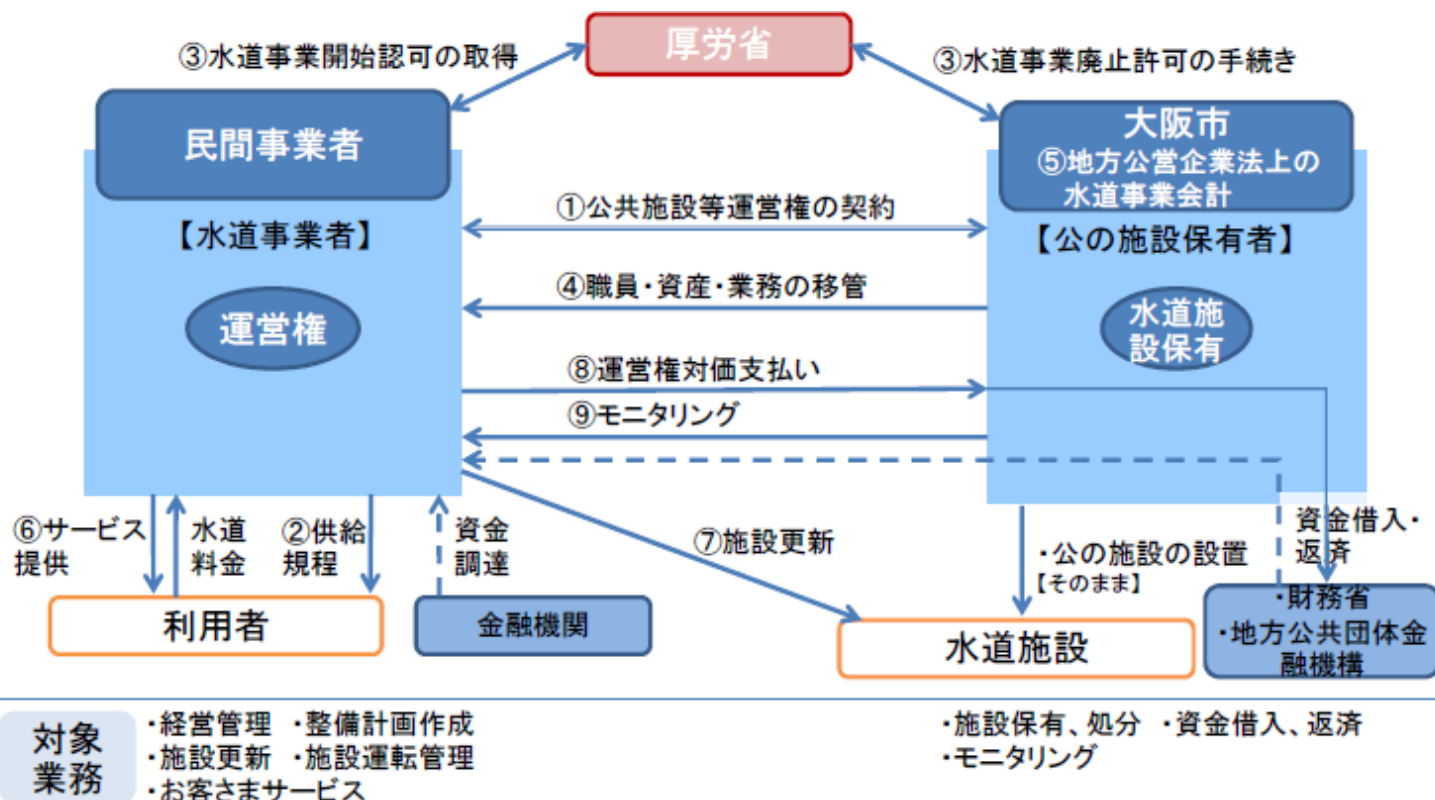 厚労省
③水道事業開始認可の取得
③水道事業廃止許可の手続き
民間事業者
【水道事業者】
運営権
大阪市
⑤地方公営企業法上の
水道事業会計
【公の施設保有者】
水道施
設保有
①公共施設等運営権の契約
④職員・資産・業務の移管
⑧運営権対価支払い
⑨モニタリング
⑥サービス
提供
水道
料金
②供給
規程
資金
調達
⑦施設更新
・公の施設の設置
【そのまま】
資金借入・
返済
利用者
金融機関
水道施設
・財務省
・地方公共団体金
融機構
対象
業務
・経営管理 ・整備計画作成
・施設更新 ・施設運転管理
・お客さまサービス
・施設保有、処分 ・資金借入、返済
・モニタリング